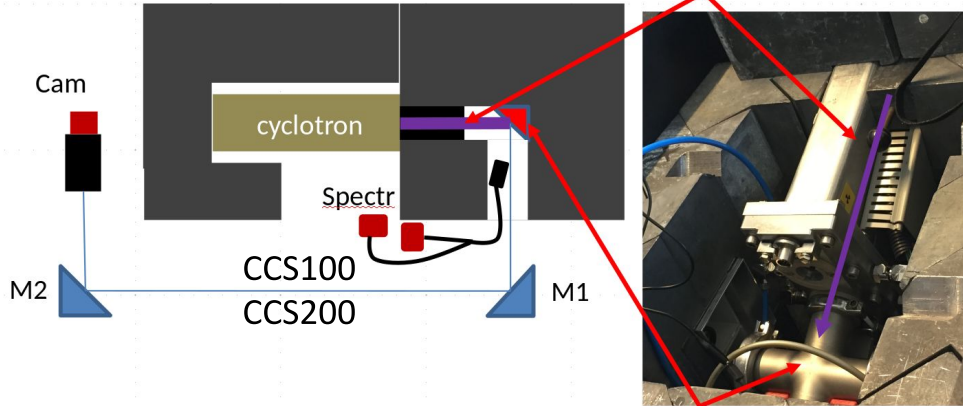 Cam
cyclotron
Spectr
CCS100
M2
M1
CCS200